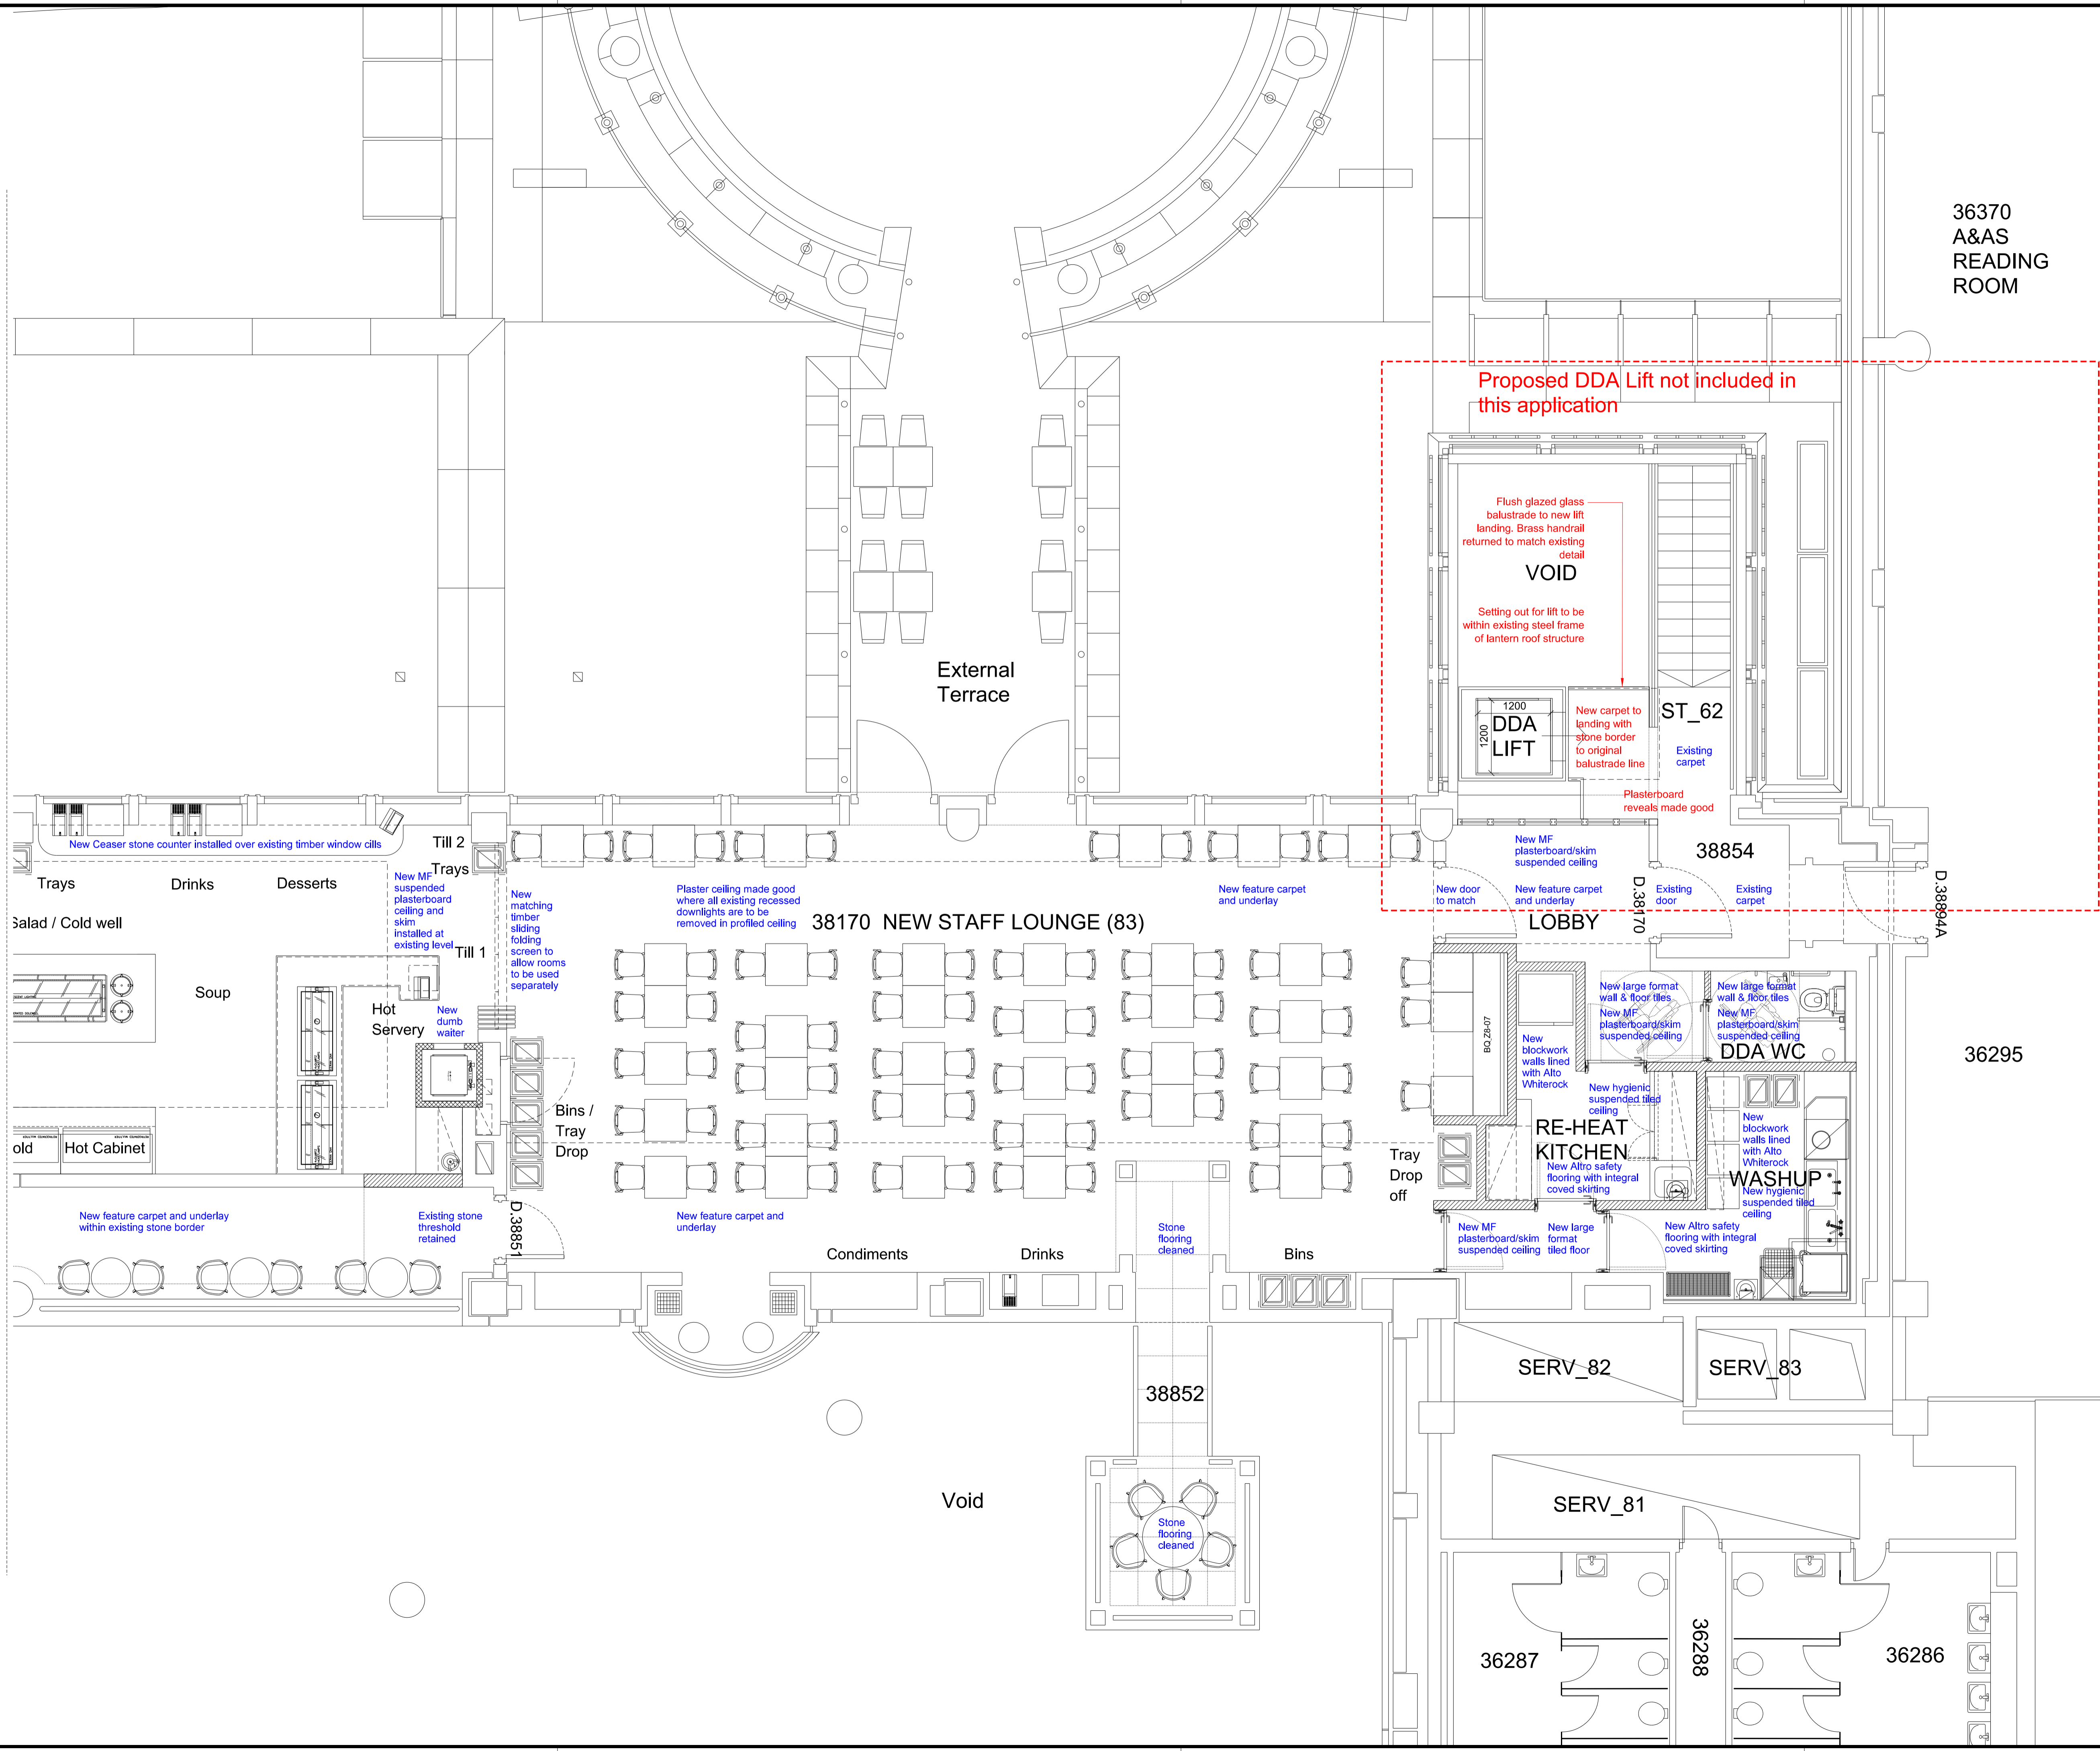 36370
A&AS
READING
ROOM
Proposed DDA Lift not included in
this application
Flush glazed glass
balustrade to new lift
landing. Brass handrail
returned to match existing
detail
VOID
Setting out for lift to be
within existing steel frame
of lantern roof structure
External
Terrace
1200
1200
DDA
LIFT
New carpet to
landing with
stone border
to original
balustrade line
ST_62
Existing
carpet
Plasterboard
reveals made good
New Ceaser stone counter installed over existing timber window cills
Till 2
Trays
Trays
Drinks
Desserts
New MF
suspended
plasterboard
ceiling and
skim
installed at
existing level
New
matching
timber
sliding
folding
screen to
allow rooms
to be used
separately
Plaster ceiling made good
where all existing recessed
downlights are to be
removed in profiled ceiling
New feature carpet
and underlay
New MF
plasterboard/skim
suspended ceiling
38854
New door
to match
New feature carpet
and underlay
D.38170
Existing
door
Existing
carpet
D.38894A
Salad / Cold well
38170 NEW STAFF LOUNGE (83)
LOBBY
Till 1
Soup
Hot
Servery
New
dumb
waiter
BQ.Z8-07
New large format
wall & floor tiles
New MF
plasterboard/skim
suspended ceiling
New large format
wall & floor tiles
New MF
plasterboard/skim
suspended ceiling
DDA WC
36295
New
blockwork
walls lined
with Alto
Whiterock
New hygienic
suspended tiled
ceiling
Bins /
Tray
Drop
RE-HEAT
KITCHEN
New
blockwork
walls lined
with Alto
Whiterock
old
Hot Cabinet
Tray
Drop
off
New Altro safety
flooring with integral
coved skirting
WASHUP
New hygienic
suspended tiled
ceiling
New feature carpet and underlay
within existing stone border
Existing stone
threshold
retained
D.38851
New feature carpet and
underlay
Stone
flooring
cleaned
New MF
plasterboard/skim
suspended ceiling
New large
format
tiled floor
New Altro safety
flooring with integral
coved skirting
Condiments
Drinks
Bins
SERV_82
SERV_83
38852
Void
SERV_81
Stone
flooring
cleaned
36287
36288
36286